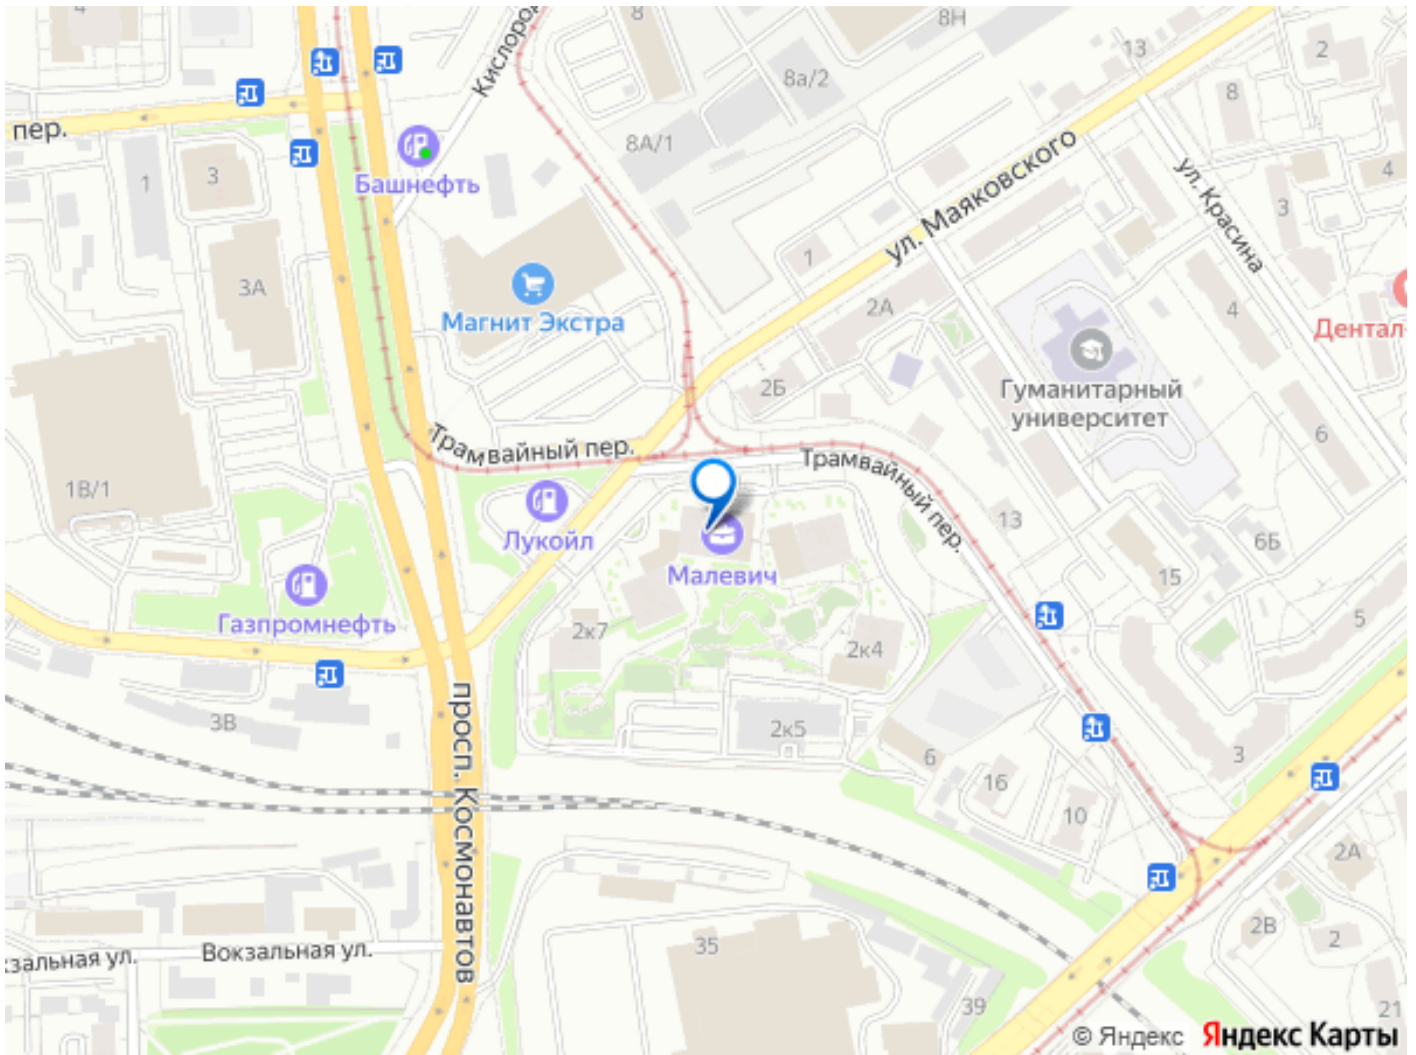 4
8
8Н
13
2
Кислород
8а/2
8
пер.
8А/1
ул. Маяковского
4
1
3
Башнефть
ул. Красина
3
1
3А
Магнит Экстра
2А
4
Дентал-
2Б
Гуманитарный
университет
6
Трамвайный пер.
Трамвайный пер.
1В/1
13
Лукойл
6Б
Малевич
15
Газпромнефть
2к7
2к4
5
3В
просп. Космонавтов
2к5
6
16
3
10
2А
2В
2
Вокзальная ул.
кзальная ул.
35
39
21
© Яндекс Яндекс Карты